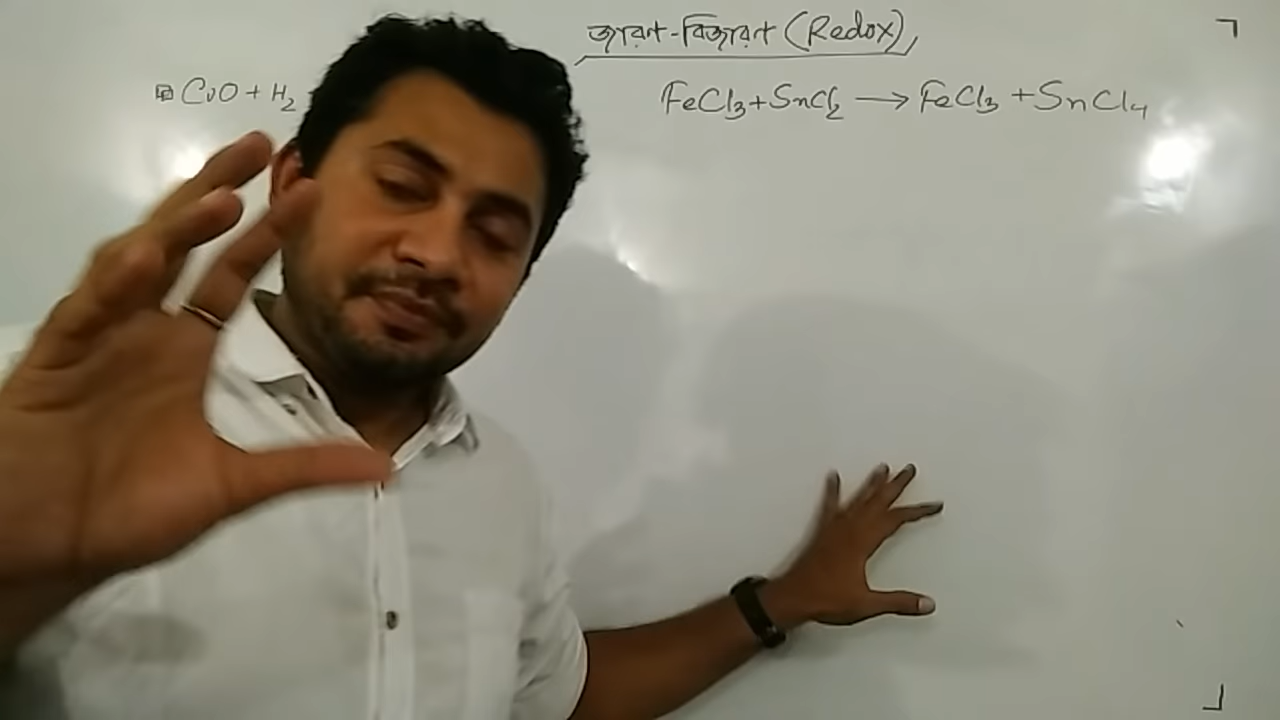 জারণ-বিজারণ (Redox)
CuO + H₂
FeCl₃ + SnCl₂ → FeCl₃ + SnCl₄